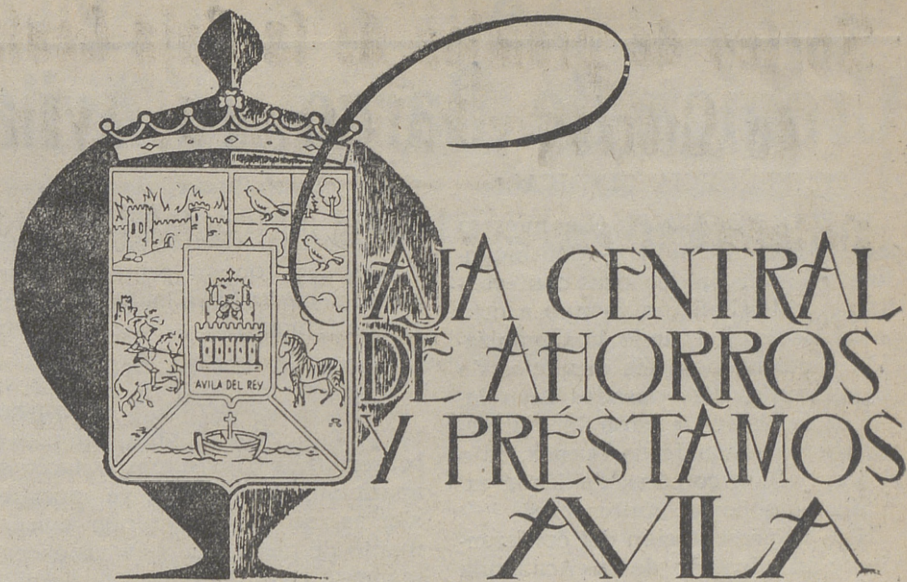 CAJA CENTRAL
DE AHORROS
Y PRÉSTAMOS
AVILA
AVILA DEL REY